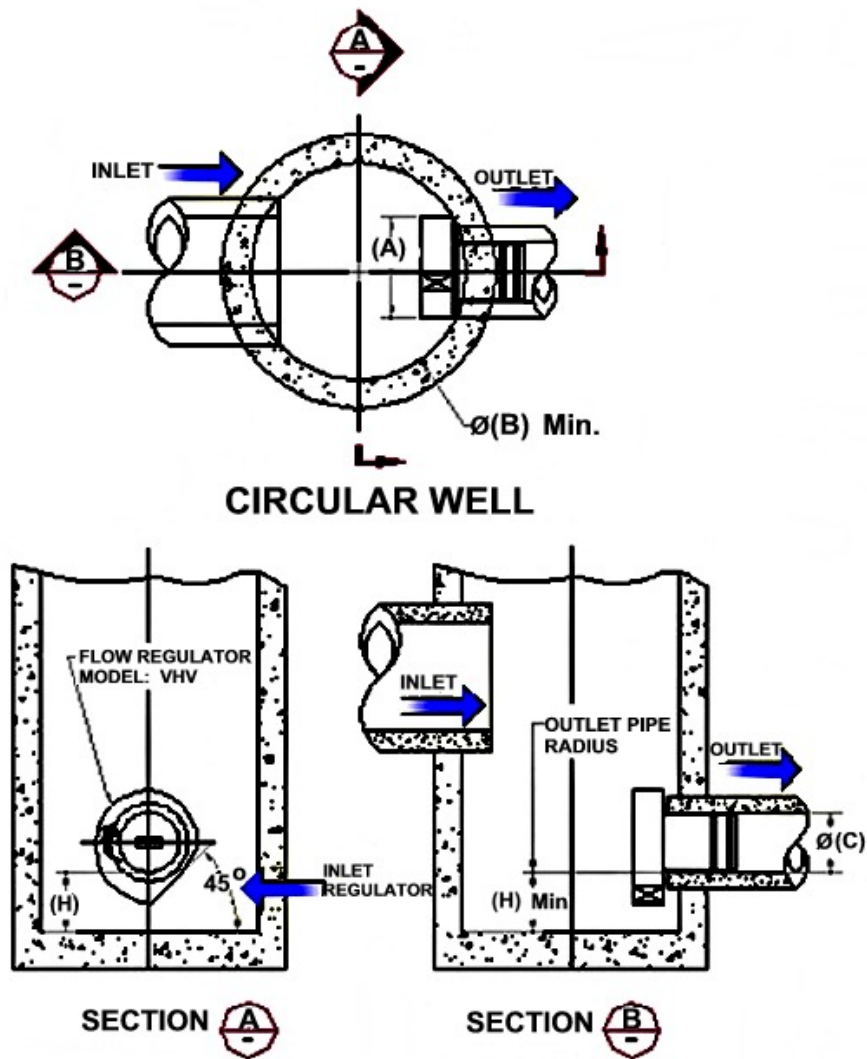 A
-
INLET
OUTLET
(A)
B
-
Ø(B) Min.
CIRCULAR WELL
FLOW REGULATOR
MODEL: VHV
INLET
OUTLET PIPE
RADIUS
OUTLET
Ø(C)
45°
INLET
REGULATOR
(H)
(H) Min
SECTION A
-
SECTION B
-